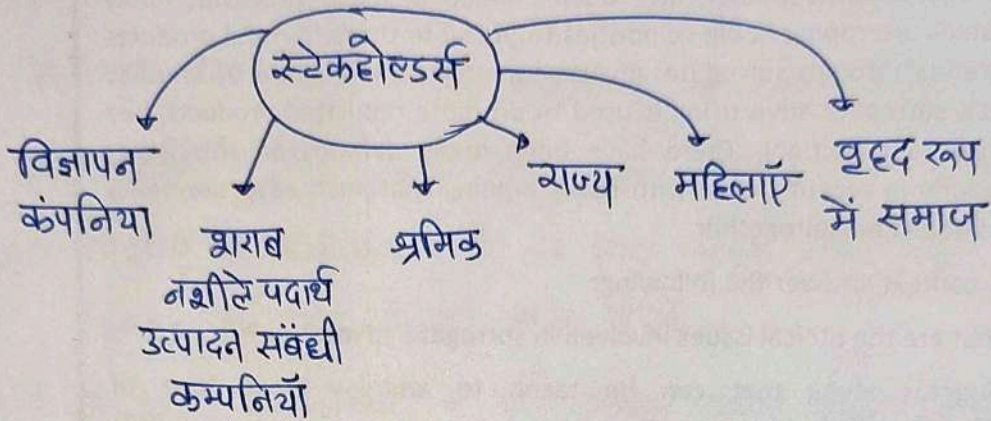 स्टेकहोल्डर्स
विज्ञापन
कंपनिया
शराब
नशीले पदार्थ
उत्पादन संबंधी
कम्पनियाँ
श्रमिक
राज्य
महिलाएँ
वृहद रूप
में समाज